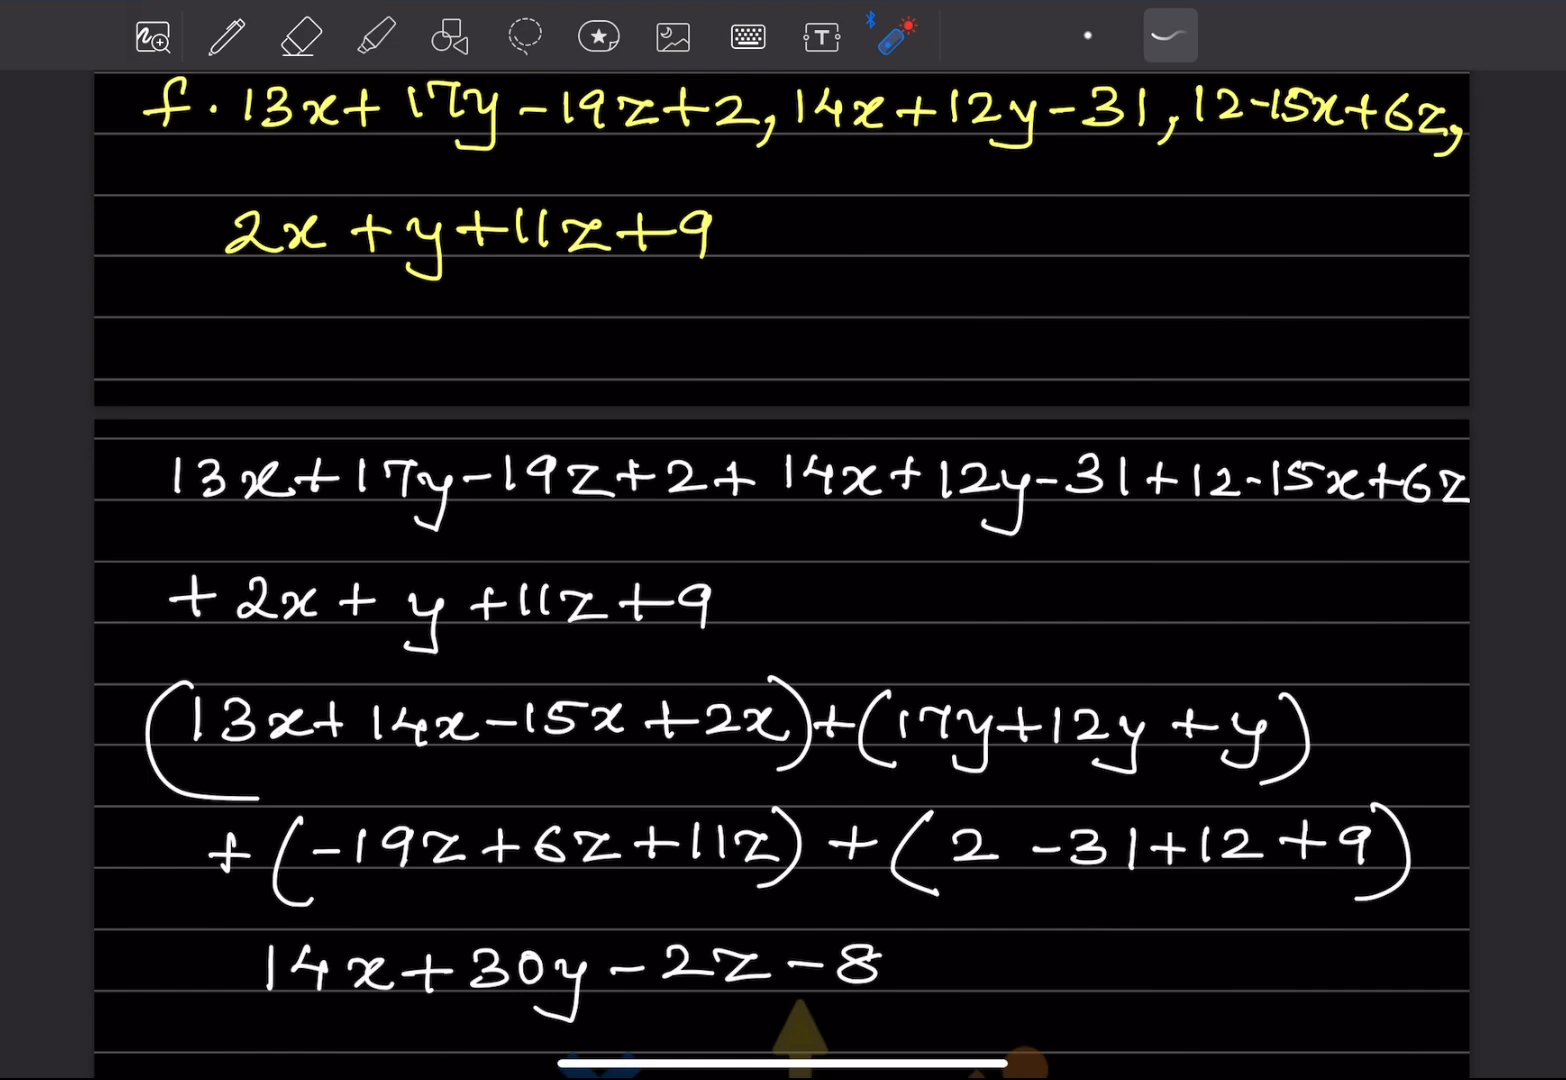 f. 13x+17y-19z+2, 14x+12y-31, 12-15x+6z,
2x+y+11z+9
13x+17y-19z+2+14x+12y-31+12-15x+6z
+2x+y+11z+9
(13x+14x-15x+2x)+(17y+12y+y)
+(-19z+6z+11z)+(2-31+12+9)
14x+30y-2z-8